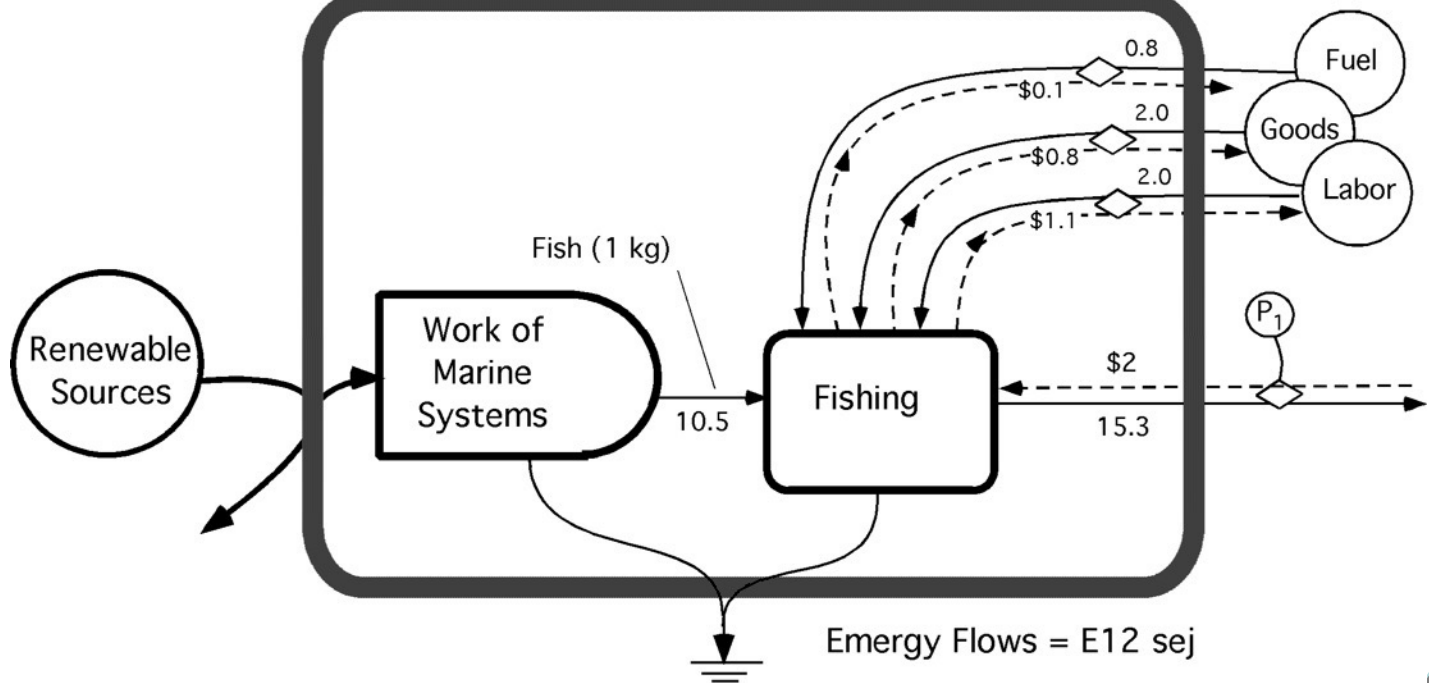 0.8
Fuel
$0.1
2.0
Goods
$0.8
2.0
Labor
$1.1
Fish (1 kg)
Renewable
Sources
Work of
Marine
Systems
10.5
Fishing
P1
$2
15.3
Emergy Flows = E12 sej